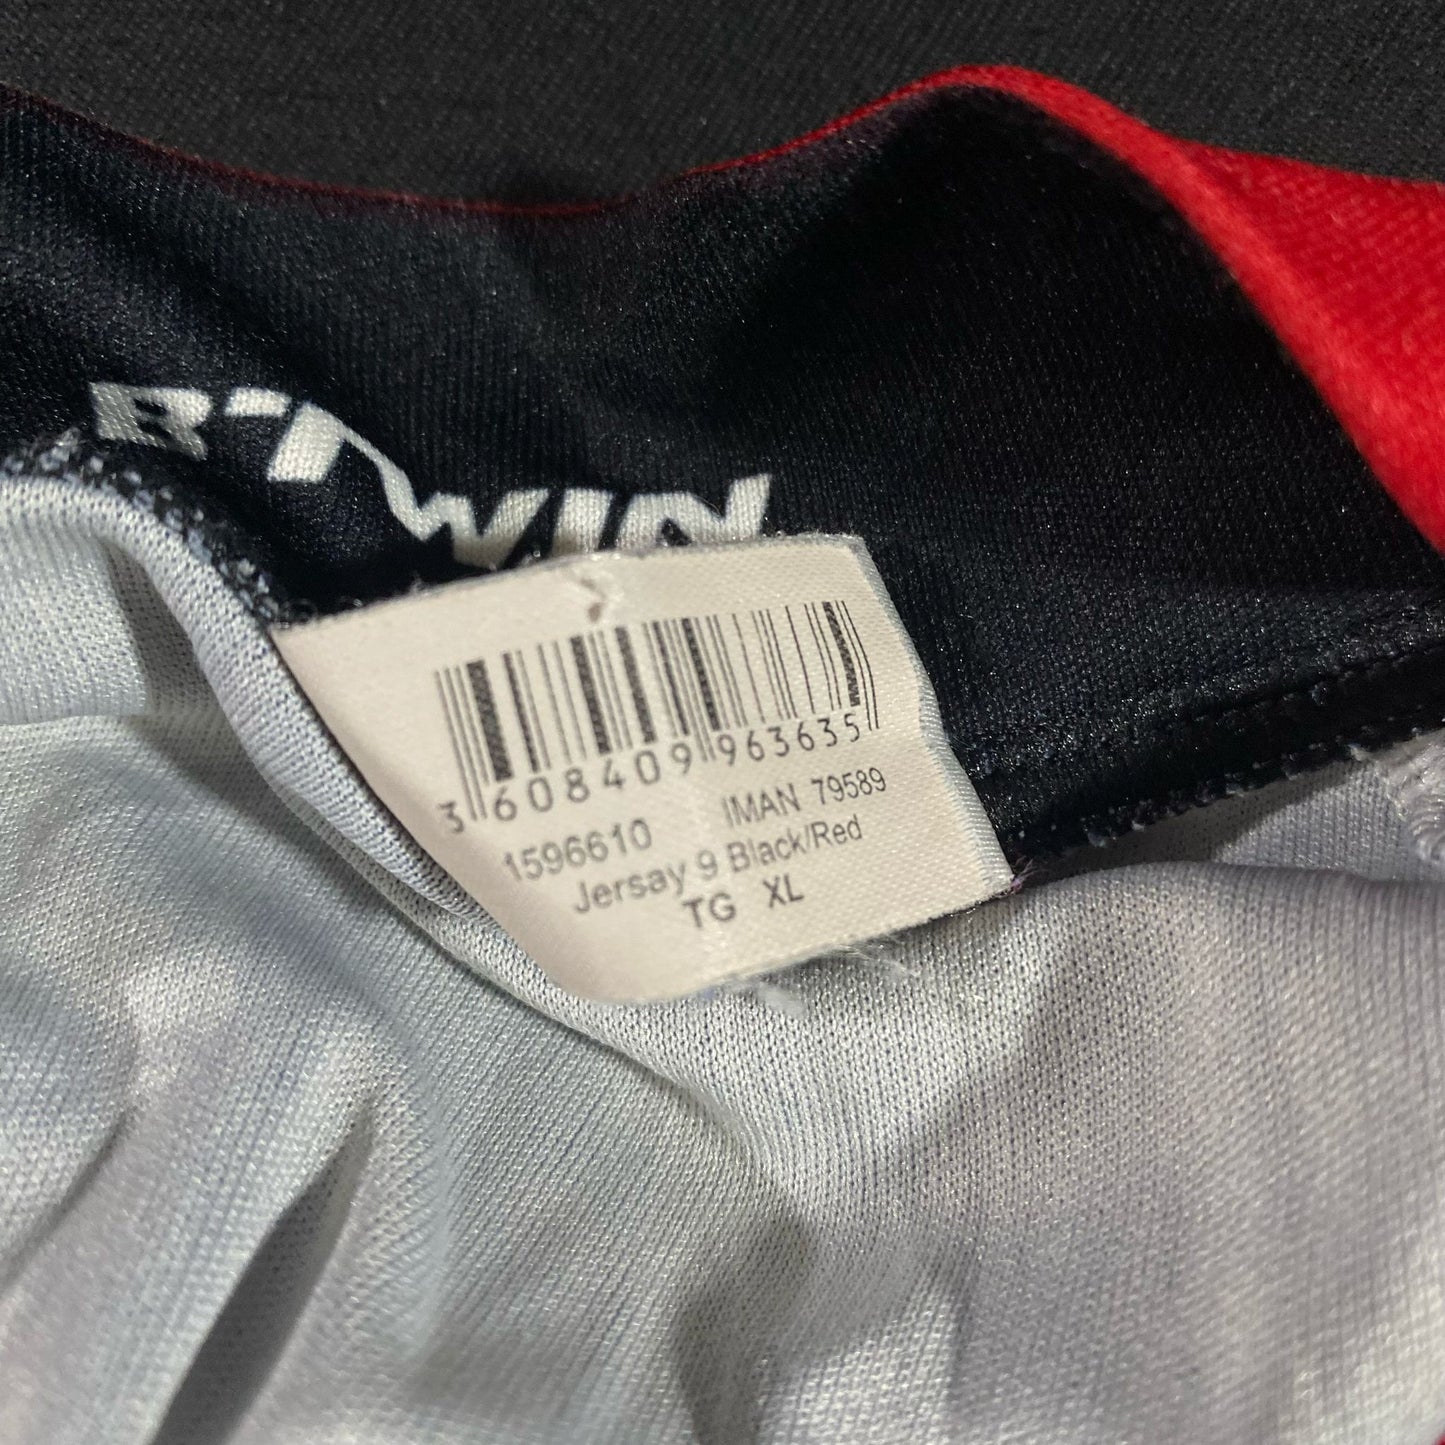 B'TWIN
3 608409 963635
1596610 IMAN 79589
Jersay 9 Black/Red
TG XL